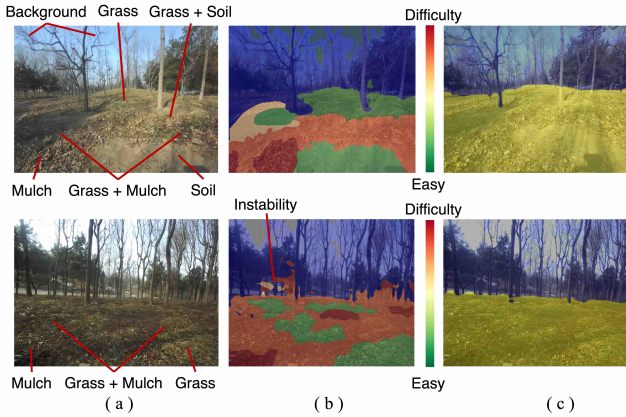 Background Grass Grass + Soil
Difficulty
Mulch Grass + Mulch Soil
Easy
Instability
Difficulty
Mulch Grass + Mulch Grass
Easy
( a ) ( b ) ( c )